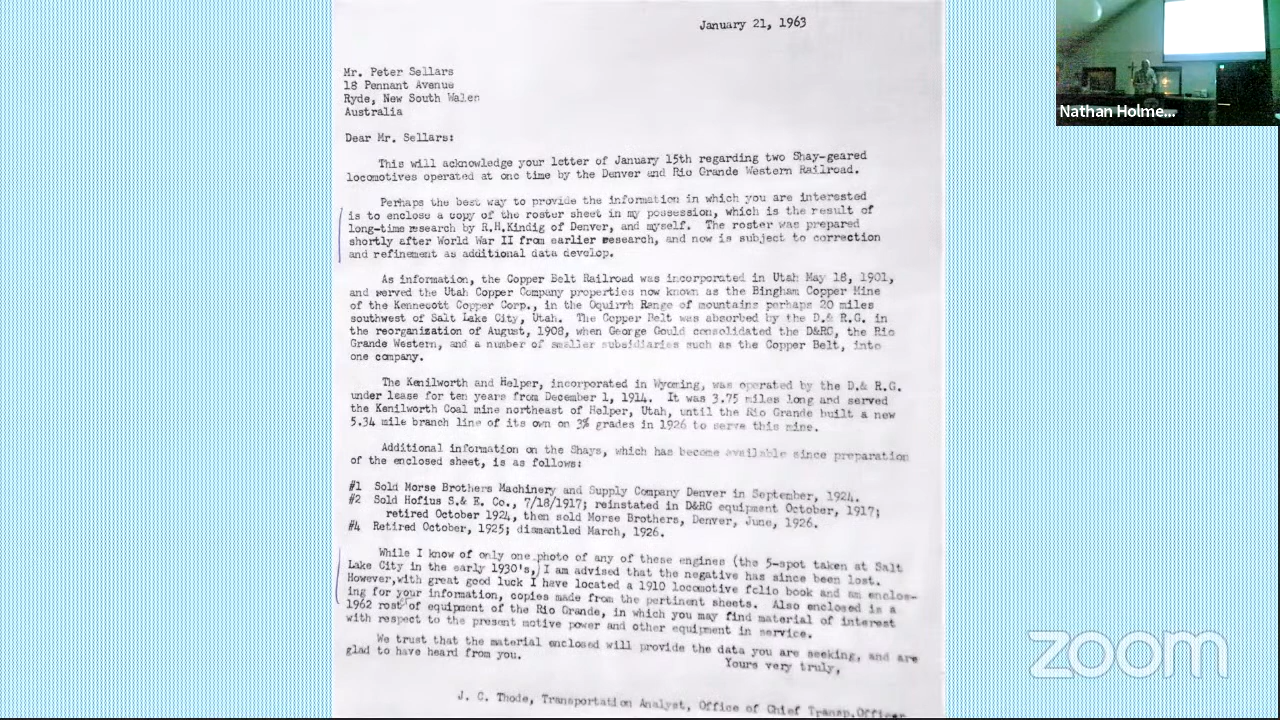 January 21, 1963
Mr. Peter Sellars
18 Pennant Avenue
Ryde, New South Wales
Australia
Dear Mr. Sellars:
This will acknowledge your letter of January 15th regarding two Shay-geared
locomotives operated at one time by the Denver and Rio Grande Western Railroad.
Perhaps the best way to provide the information in which you are interested
is to enclose a copy of the roster sheet in my possession, which is the result of
long-time research by R.H.Kindig of Denver, and myself. The roster was prepared
shortly after World War II from earlier research, and now is subject to correction
and refinement as additional data develop.
As information, the Copper Belt Railroad was incorporated in Utah May 18, 1901,
and served the Utah Copper Company properties now known as the Bingham Copper Mine
of the Kennecott Copper Corp., in the Oquirrh Range of mountains perhaps 20 miles
southwest of Salt Lake City, Utah. The Copper Belt was absorbed by the D.& R.G. in
the reorganization of August, 1908, when George Gould consolidated the D&RG, the Rio
Grande Western, and a number of smaller subsidiaries such as the Copper Belt, into
one company.
The Kenilworth and Helper, incorporated in Wyoming, was operated by the D.& R.G.
under lease for ten years from December 1, 1914. It was 3.75 miles long and served
the Kenilworth Coal mine northeast of Helper, Utah, until the Rio Grande built a new
5.34 mile branch line of its own on 3% grades in 1926 to serve this mine.
Additional information on the Shays, which has become available since preparation
of the enclosed sheet, is as follows:
#1 Sold Morse Brothers Machinery and Supply Company Denver in September, 1924.
#2 Sold Hofius S.& E. Co., 7/18/1917; reinstated in D&RG equipment October, 1917;
retired October 1924, then sold Morse Brothers, Denver, June, 1926.
#4 Retired October, 1925; dismantled March, 1926.
While I know of only one photo of any of these engines (the 5-spot taken at Salt
Lake City in the early 1930's,) I am advised that the negative has since been lost.
However,with great good luck I have located a 1910 locomotive folio book and am enclos-
ing for your information, copies made from the pertinent sheets. Also enclosed is a
1962 rost of equipment of the Rio Grande, in which you may find material of interest
with respect to the present motive power and other equipment in service.
We trust that the material enclosed will provide the data you are seeking, and are
glad to have heard from you.
Yours very truly,
J. C. Thode, Transportation Analyst, Office of Chief Transp.Officer
Nathan Holme...
zoom